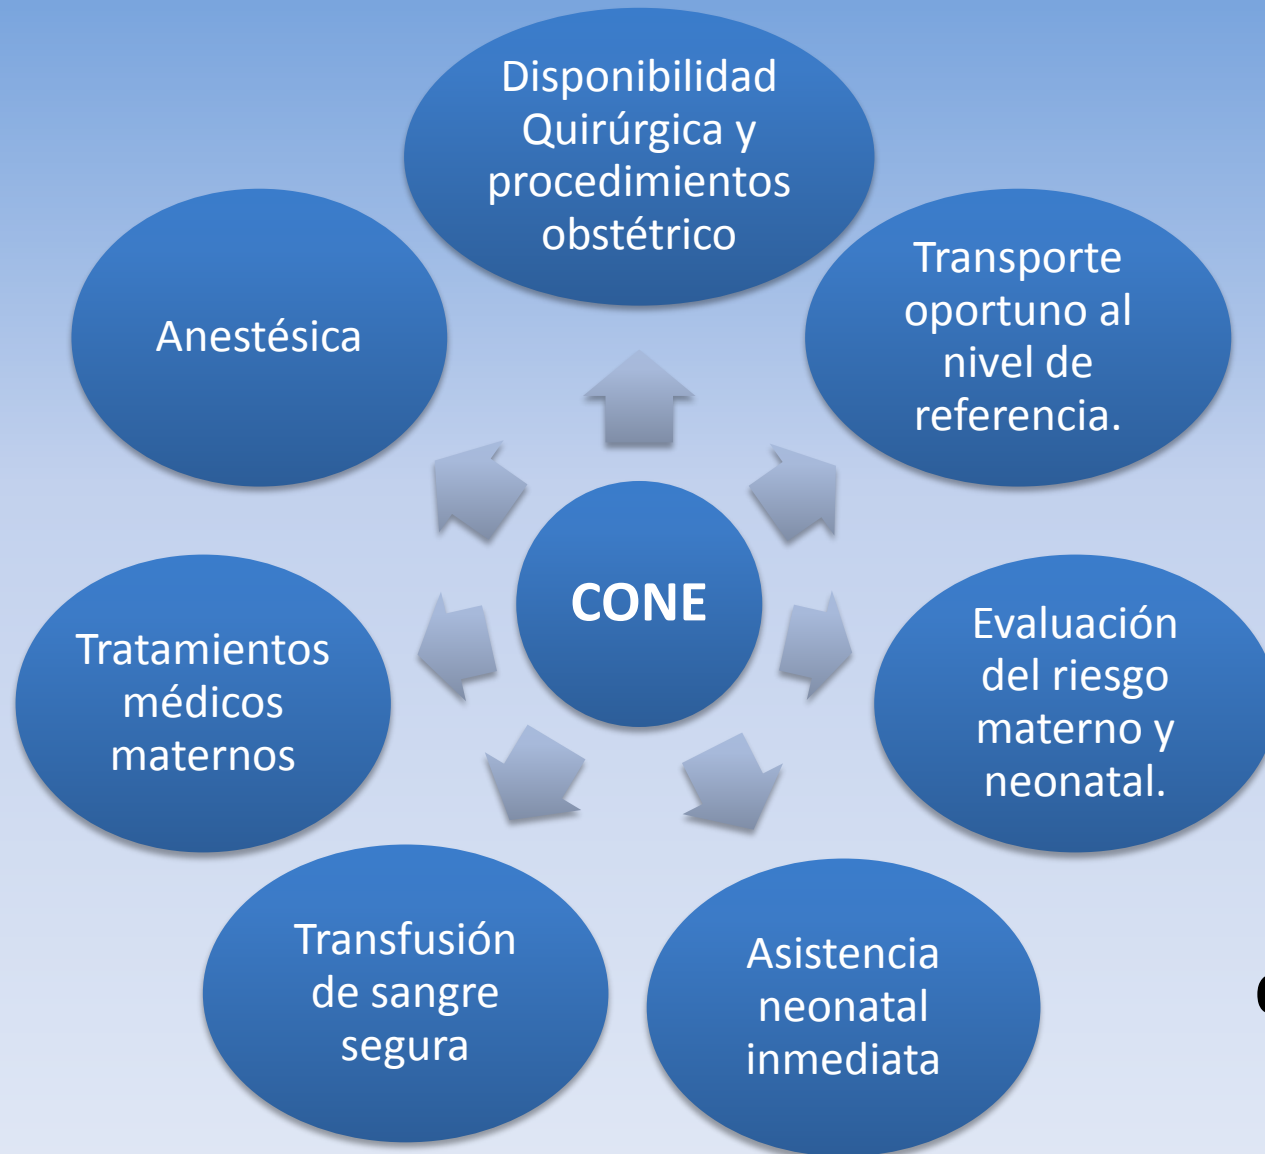 Disponibilidad
Quirúrgica y
procedimientos
obstétrico
Transporte
oportuno al
nivel de
referencia.
Evaluación
del riesgo
materno y
neonatal.
Asistencia
neonatal
inmediata
Transfusión
de sangre
segura
Tratamientos
médicos
maternos
Anestésica
CONE